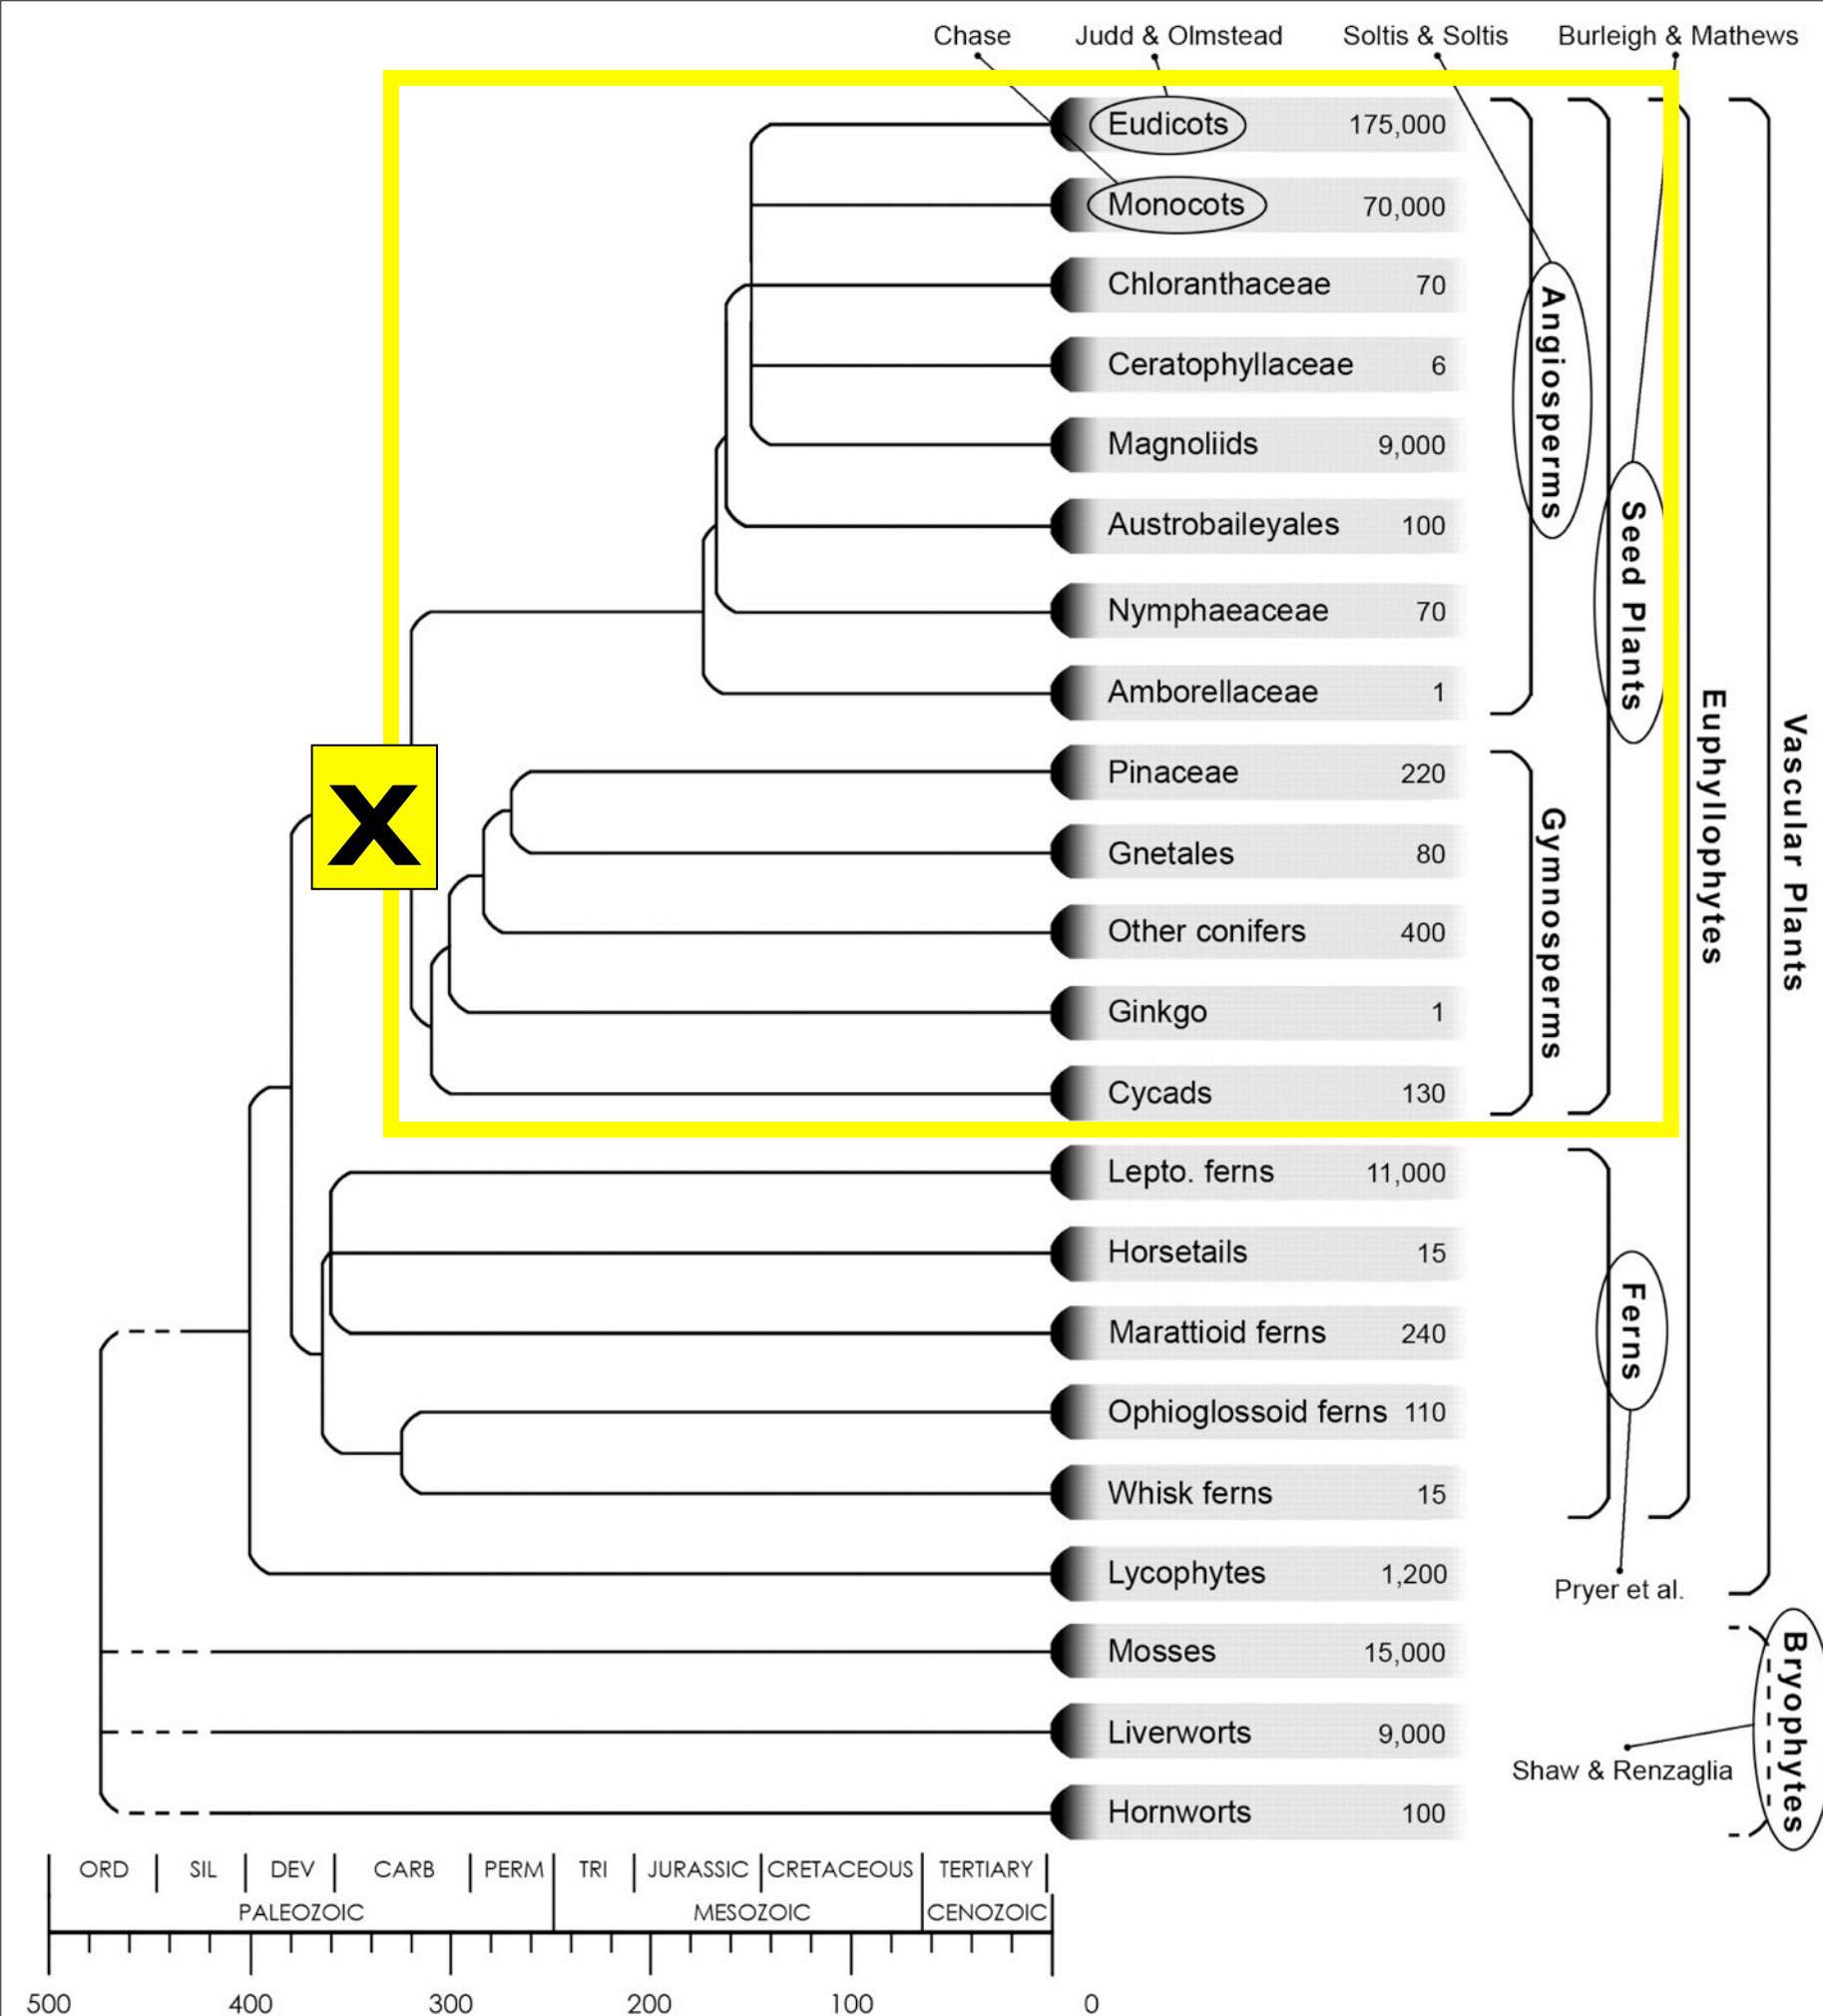 Chase Judd & Olmstead Soltis & Soltis Burleigh & Mathews
Eudicots 175,000
Monocots 70,000
Chloranthaceae 70
Ceratophyllaceae 6
Magnoliids 9,000
Austrobaileyales 100
Nymphaeaceae 70
Amborellaceae 1
Pinaceae 220
Gnetales 80
Other conifers 400
Ginkgo 1
Cycads 130
Lepto. ferns 11,000
Horsetails 15
Marattioid ferns 240
Ophioglossoid ferns 110
Whisk ferns 15
Lycophytes 1,200
Mosses 15,000
Liverworts 9,000
Hornworts 100
Angiosperms
Gymnosperms
Seed Plants
Ferns
Euphyllophytes
Vascular Plants
Bryophytes
Pryer et al.
Shaw & Renzaglia
X
ORD SIL DEV CARB PERM TRI JURASSIC CRETACEOUS TERTIARY
PALEOZOIC MESOZOIC CENOZOIC
500 400 300 200 100 0